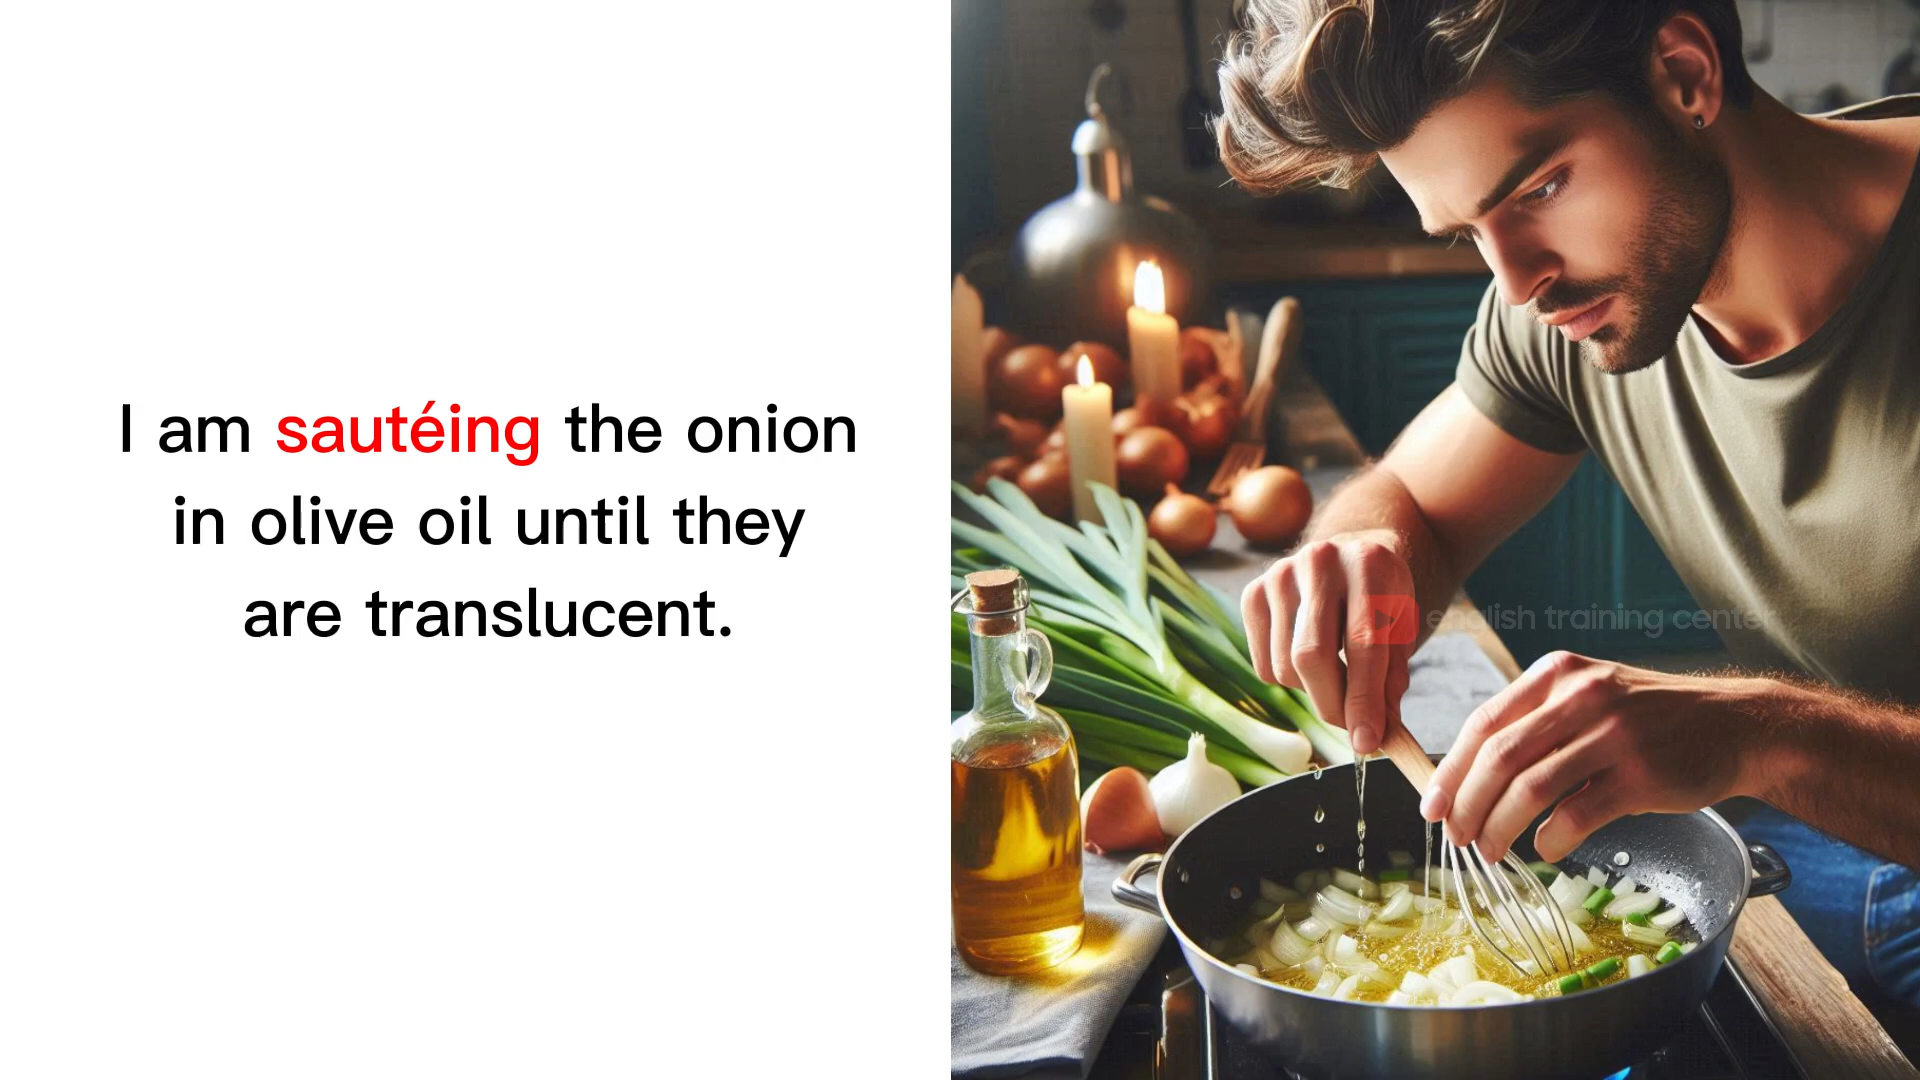 I am sautéing the onion
in olive oil until they
are translucent.
english training center